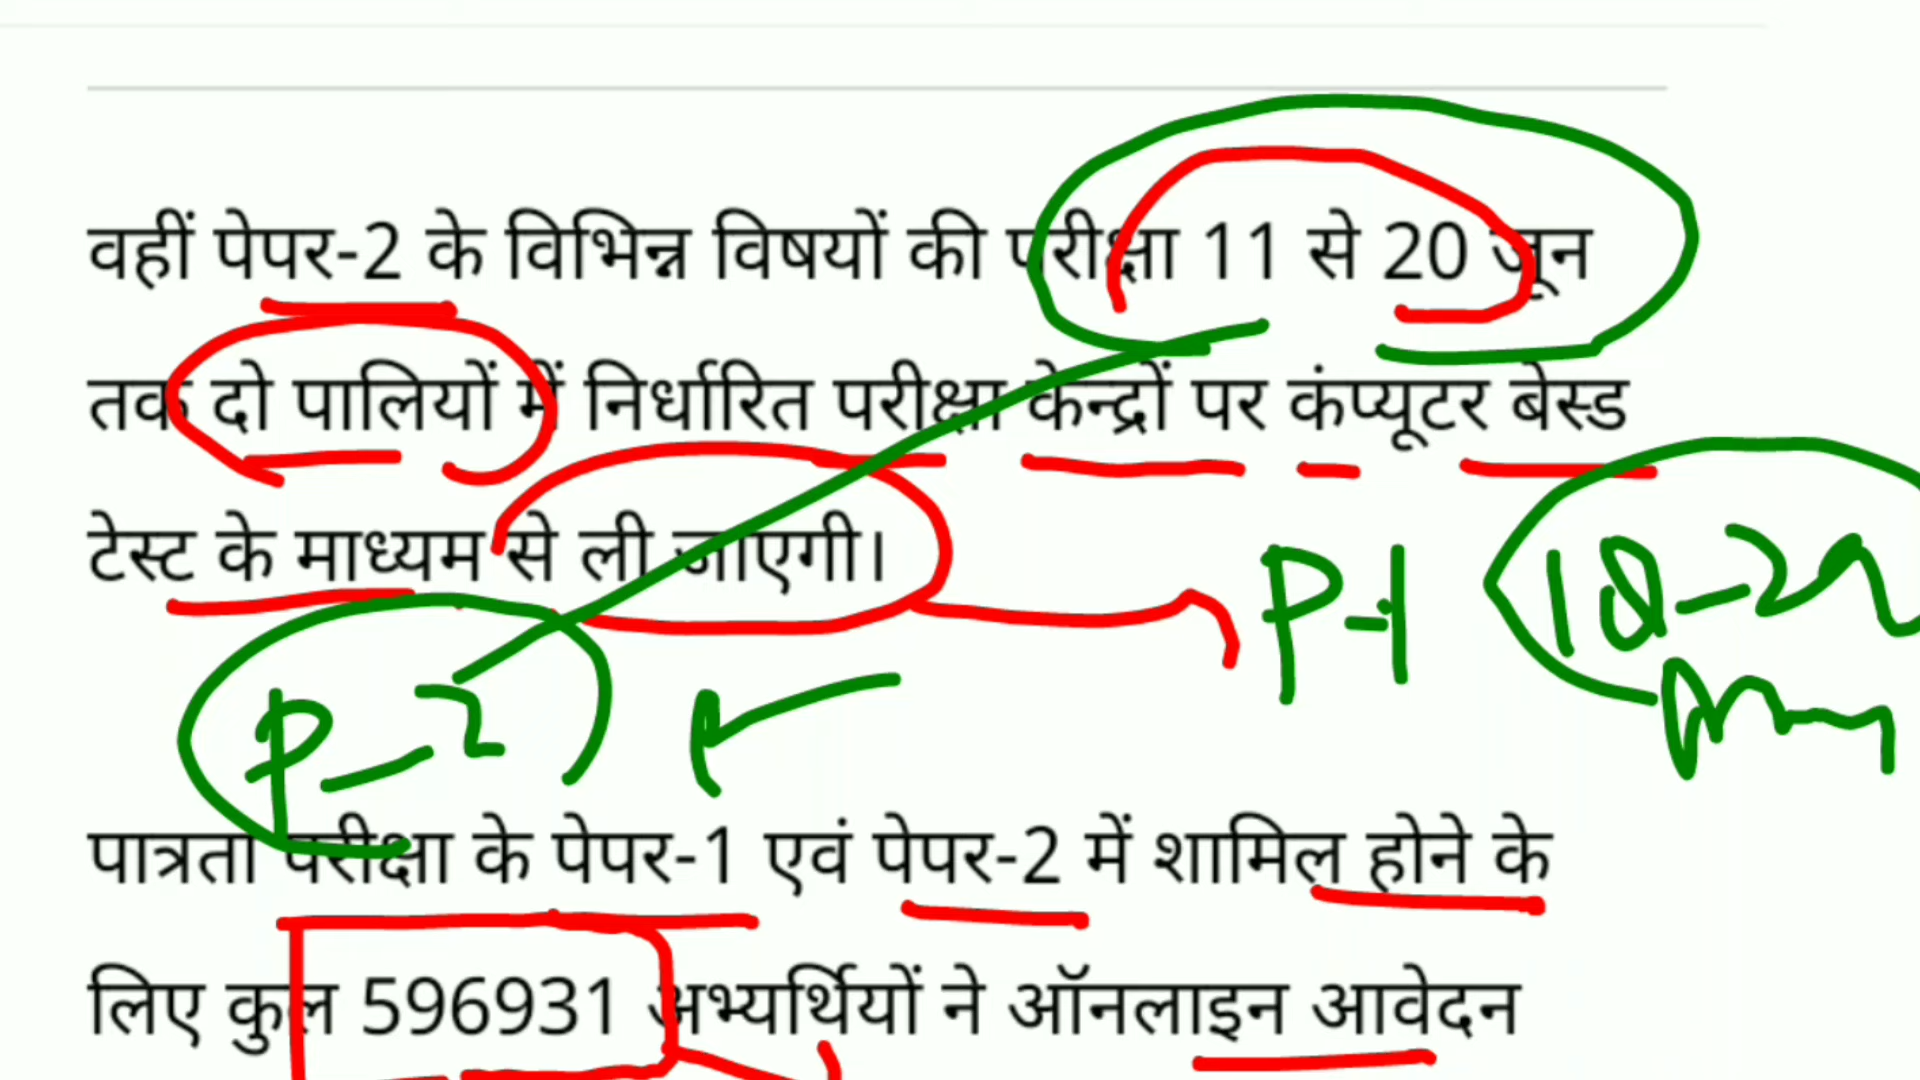 वहीं पेपर-2 के विभिन्न विषयों की परीक्षा 11 से 20 जून
तक दो पालियों में निर्धारित परीक्षा केन्द्रों पर कंप्यूटर बेस्ड
टेस्ट के माध्यम से ली जाएगी।
P-1
P-2
पात्रता परीक्षा के पेपर-1 एवं पेपर-2 में शामिल होने के
लिए कुल 596931 अभ्यर्थियों ने ऑनलाइन आवेदन